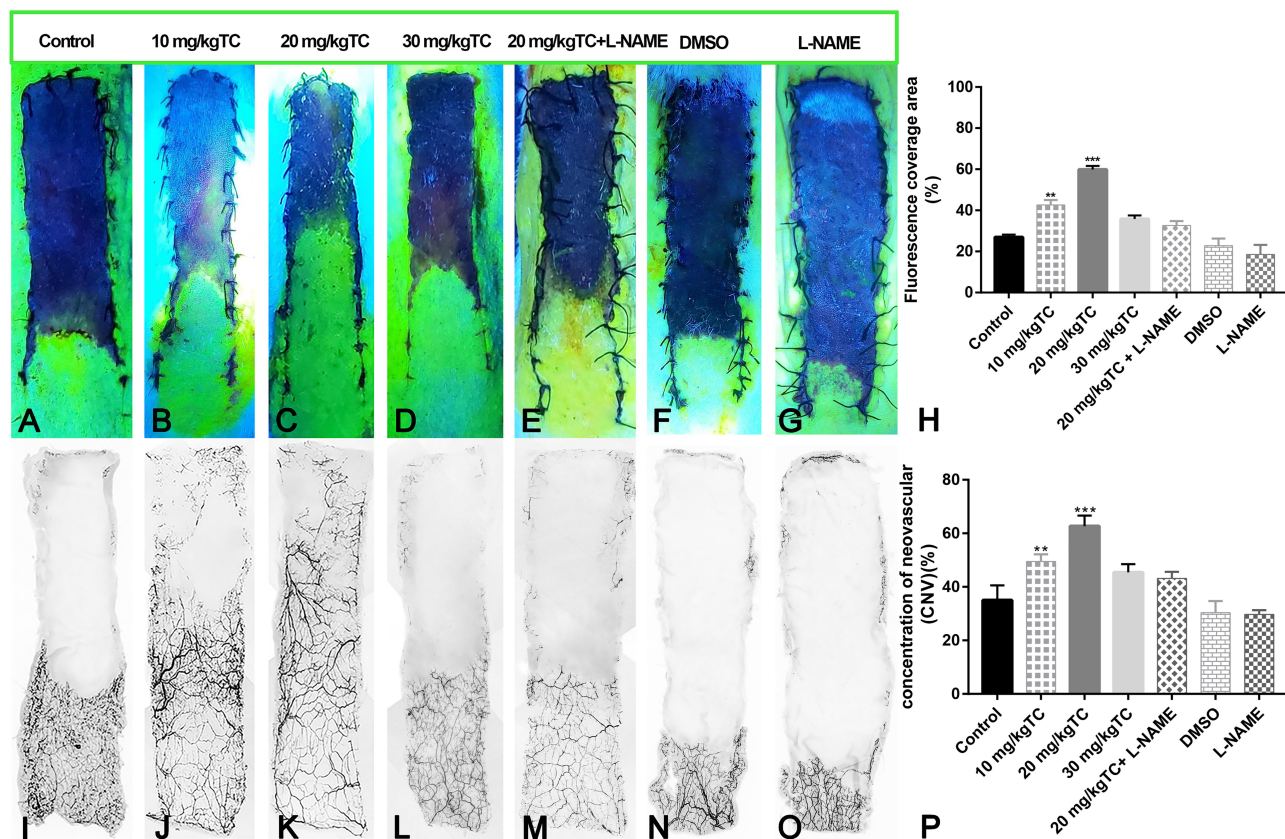 Control 10 mg/kgTC 20 mg/kgTC 30 mg/kgTC 20 mg/kgTC+L-NAME DMSO L-NAME
A B C D E F G H
Fluorescence coverage area
(%)
100
80
60
40
20
0
** ***
Control 10 mg/kgTC 20 mg/kgTC 30 mg/kgTC 20 mg/kgTC + L-NAME DMSO L-NAME
I J K L M N O P
concentration of neovascular
(CNV)(%)
80
60
40
20
0
** ***
Control 10 mg/kgTC 20 mg/kgTC 30 mg/kgTC 20 mg/kgTC+ L-NAME DMSO L-NAME